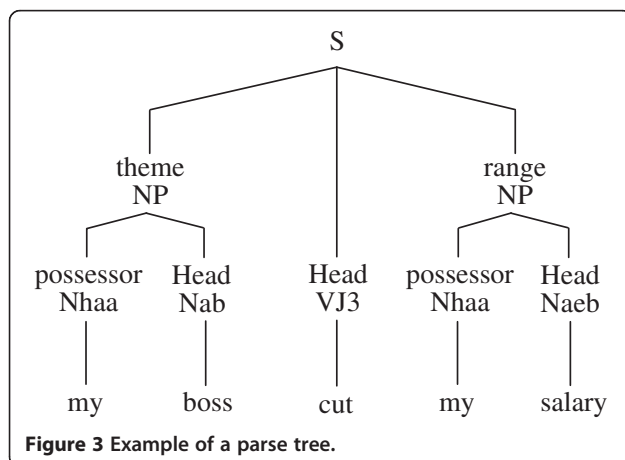 S
theme range
NP NP
possessor Head Head possessor Head
Nhaa Nab VJ3 Nhaa Naeb
my boss cut my salary
Figure 3 Example of a parse tree.